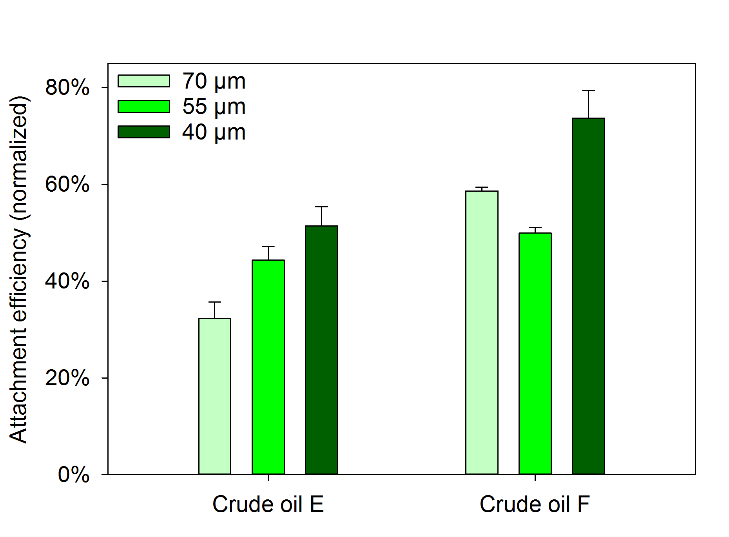 Attachment efficiency (normalized)
80%
60%
40%
20%
0%
70 µm
55 µm
40 µm
Crude oil E
Crude oil F